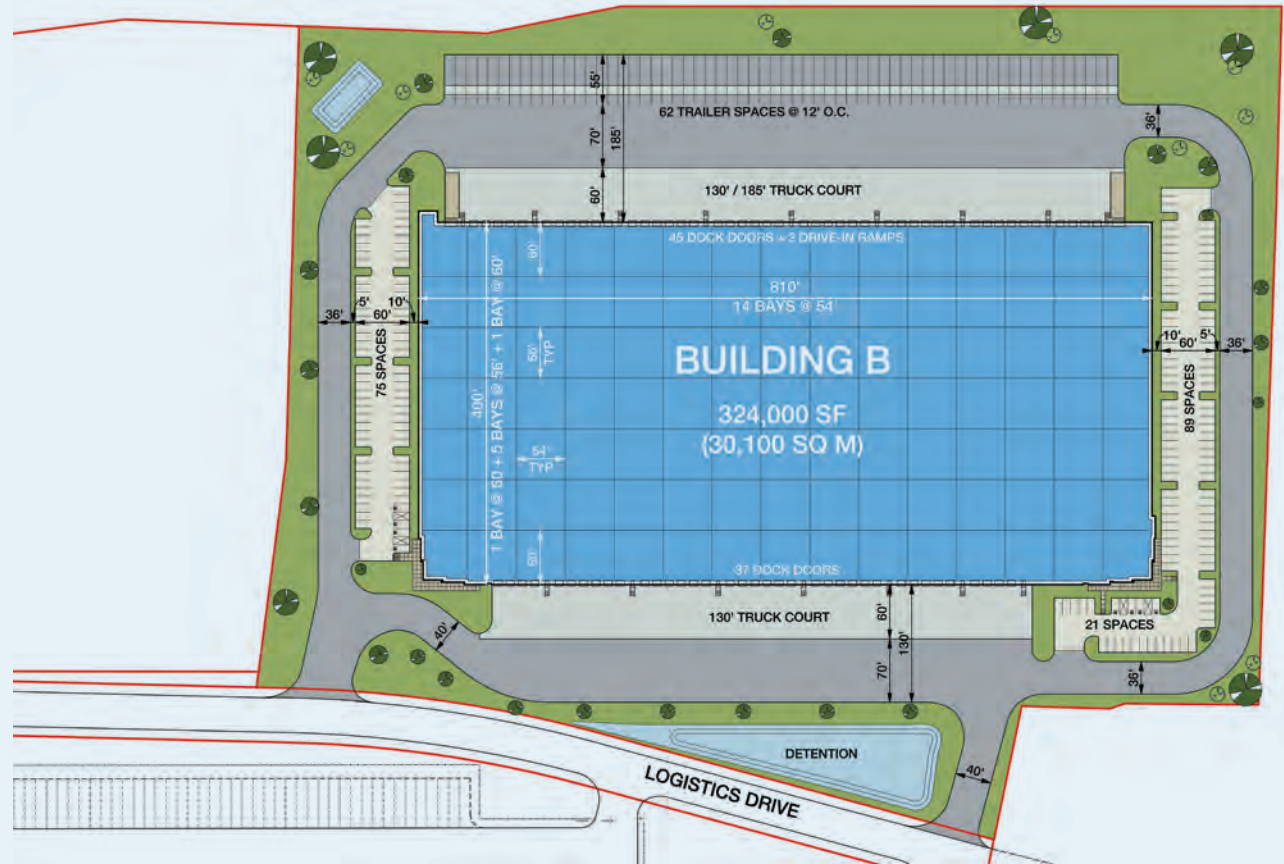 55'
62 TRAILER SPACES @ 12' O.C.
70'
185'
36'
60'
130' / 185' TRUCK COURT
45 DOCK DOORS + 3 DRIVE-IN RAMPS
60'
810'
14 BAYS @ 54'
5'
10'
36'
60'
75 SPACES
400'
1 BAY @ 60 + 5 BAYS @ 56' + 1 BAY @ 60'
56'
TYP
BUILDING B
324,000 SF
(30,100 SQ M)
54'
TYP
10'
5'
60'
36'
89 SPACES
60'
37 DOCK DOORS
130' TRUCK COURT
60'
130'
70'
40'
21 SPACES
36'
DETENTION
LOGISTICS DRIVE
40'